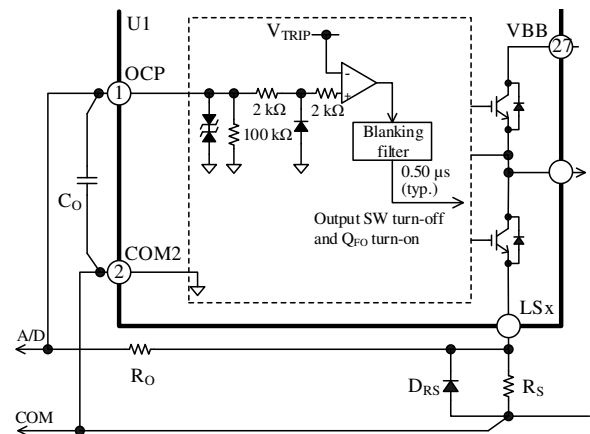 U1
VTRIP
VBB
27
OCP
1
-
+
2 kΩ
2 kΩ
100 kΩ
Blanking
filter
0.50 µs
(typ.)
Output SW turn-off
and QFO turn-on
CO
COM2
2
LSx
A/D
RO
DRS
RS
COM